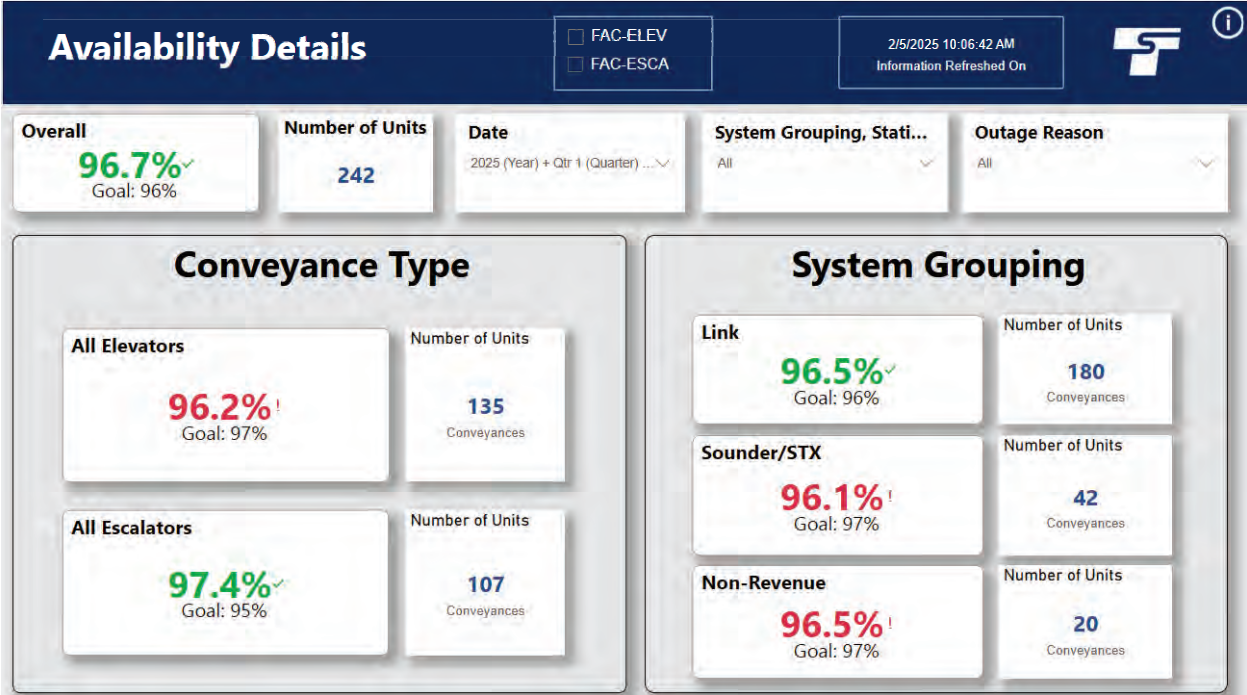 Availability Details
FAC-ELEV
FAC-ESCA
2/5/2025 10:06:42 AM
Information Refreshed On
Overall
96.7%
Goal: 96%
Number of Units
242
Date
2025 (Year) + Qtr 1 (Quarter) ...
System Grouping, Stati...
All
Outage Reason
All
Conveyance Type
All Elevators
96.2%!
Goal: 97%
Number of Units
135
Conveyances
All Escalators
97.4%
Goal: 95%
Number of Units
107
Conveyances
System Grouping
Link
96.5%
Goal: 96%
Number of Units
180
Conveyances
Sounder/STX
96.1%!
Goal: 97%
Number of Units
42
Conveyances
Non-Revenue
96.5%!
Goal: 97%
Number of Units
20
Conveyances